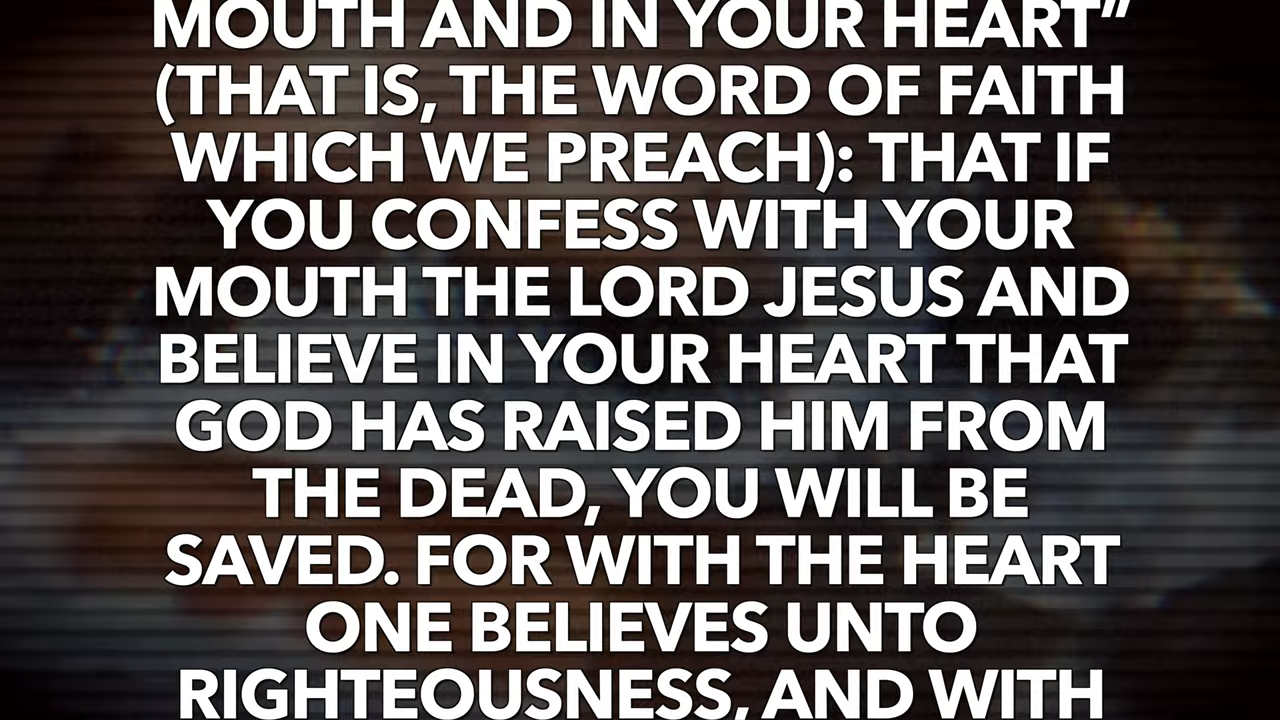 MOUTH AND IN YOUR HEART”
(THAT IS, THE WORD OF FAITH
WHICH WE PREACH): THAT IF
YOU CONFESS WITH YOUR
MOUTH THE LORD JESUS AND
BELIEVE IN YOUR HEART THAT
GOD HAS RAISED HIM FROM
THE DEAD, YOU WILL BE
SAVED. FOR WITH THE HEART
ONE BELIEVES UNTO
RIGHTEOUSNESS, AND WITH